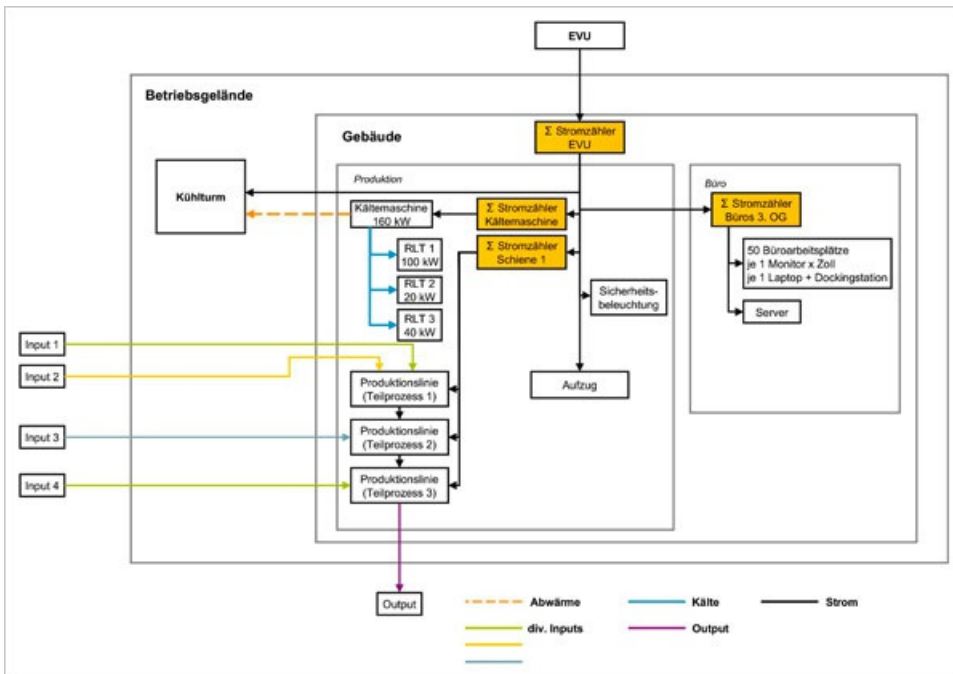 EVU
Betriebsgelände
Gebäude
Σ Stromzähler
EVU
Produktion
Büro
Kühlturm
Kältemaschine
160 kW
Σ Stromzähler
Kältemaschine
Σ Stromzähler
Büros 3. OG
RLT 1
100 kW
Σ Stromzähler
Schiene 1
50 Büroarbeitsplätze
je 1 Monitor x Zoll
je 1 Laptop + Dockingstation
RLT 2
20 kW
Sicherheits-
beleuchtung
Server
RLT 3
40 kW
Input 1
Input 2
Produktionslinie
(Teilprozess 1)
Aufzug
Input 3
Produktionslinie
(Teilprozess 2)
Input 4
Produktionslinie
(Teilprozess 3)
Output
Abwärme
Kälte
Strom
div. Inputs
Output